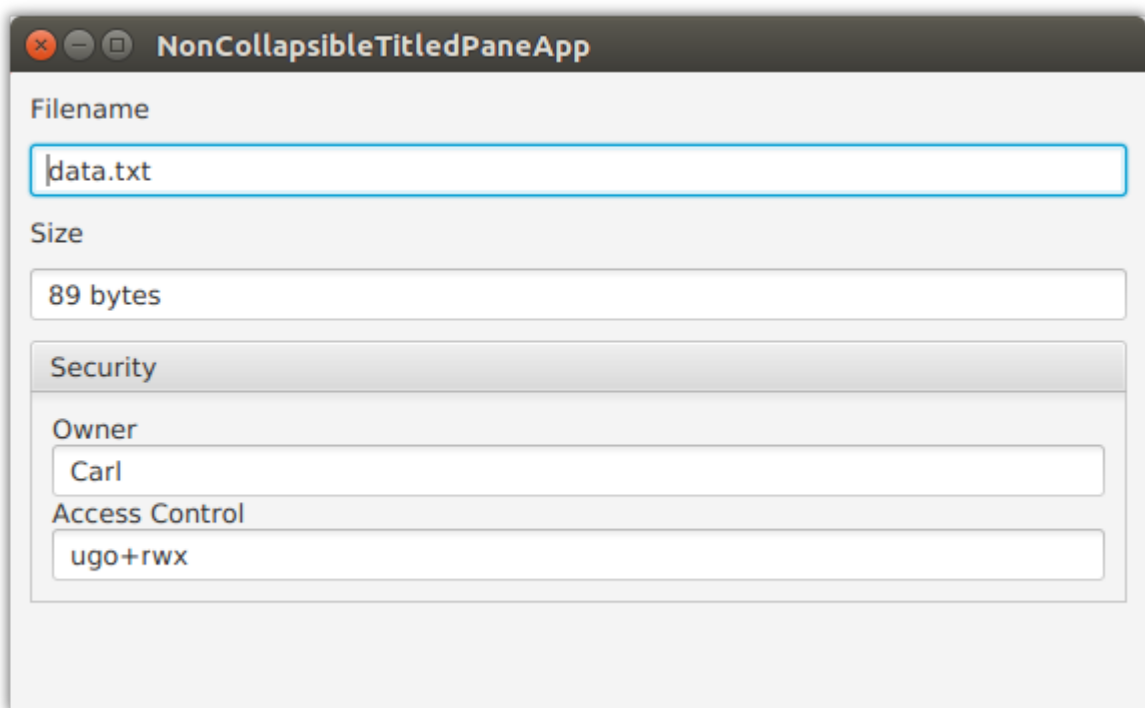 NonCollapsibleTitledPaneApp
Filename
data.txt
Size
89 bytes
Security
Owner
Carl
Access Control
ugo+rwx